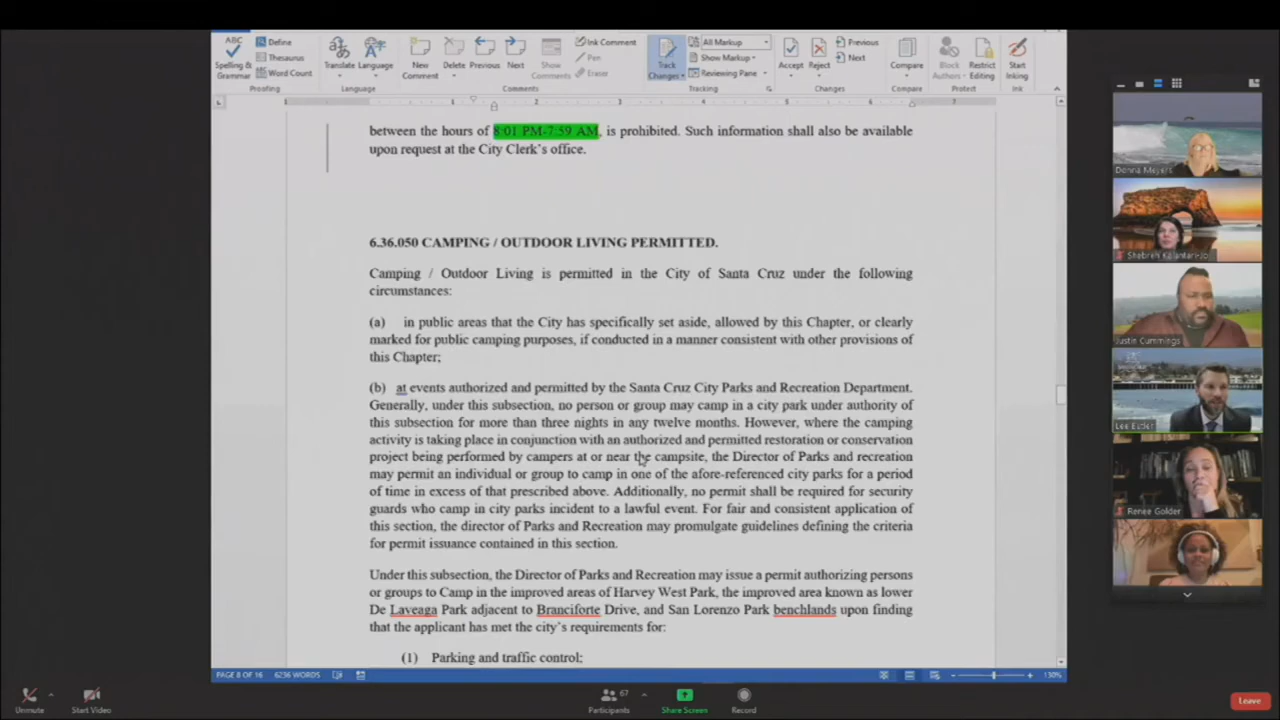 ABC
Spelling &
Grammar
Define
Thesaurus
Word Count
Proofing
Translate
Language
Language
New
Comment
Delete
Previous
Next
Show
Comments
Ink Comment
Pen
Eraser
Comments
Track
Changes
All Markup
Show Markup
Reviewing Pane
Tracking
Accept
Reject
Previous
Next
Changes
Compare
Compare
Block
Authors
Restrict
Editing
Protect
Start
Inking
Ink
1 1 2 3 4 5 6 7
between the hours of 8:01 PM-7:59 AM, is prohibited. Such information shall also be available
upon request at the City Clerk's office.
6.36.050 CAMPING / OUTDOOR LIVING PERMITTED.
Camping / Outdoor Living is permitted in the City of Santa Cruz under the following
circumstances:
(a) in public areas that the City has specifically set aside, allowed by this Chapter, or clearly
marked for public camping purposes, if conducted in a manner consistent with other provisions of
this Chapter;
(b) at events authorized and permitted by the Santa Cruz City Parks and Recreation Department.
Generally, under this subsection, no person or group may camp in a city park under authority of
this subsection for more than three nights in any twelve months. However, where the camping
activity is taking place in conjunction with an authorized and permitted restoration or conservation
project being performed by campers at or near the campsite, the Director of Parks and recreation
may permit an individual or group to camp in one of the afore-referenced city parks for a period
of time in excess of that prescribed above. Additionally, no permit shall be required for security
guards who camp in city parks incident to a lawful event. For fair and consistent application of
this section, the director of Parks and Recreation may promulgate guidelines defining the criteria
for permit issuance contained in this section.
Under this subsection, the Director of Parks and Recreation may issue a permit authorizing persons
or groups to Camp in the improved areas of Harvey West Park, the improved area known as lower
De Laveaga Park adjacent to Branciforte Drive, and San Lorenzo Park benchlands upon finding
that the applicant has met the city's requirements for:
(1) Parking and traffic control;
PAGE 8 OF 16
6236 WORDS
130%
Donna Meyers
Shebreh Kalantari-Jo
Justin Cummings
Lee Butler
Renee Golder
Unmute
Start Video
67
Participants
Share Screen
Record
Leave